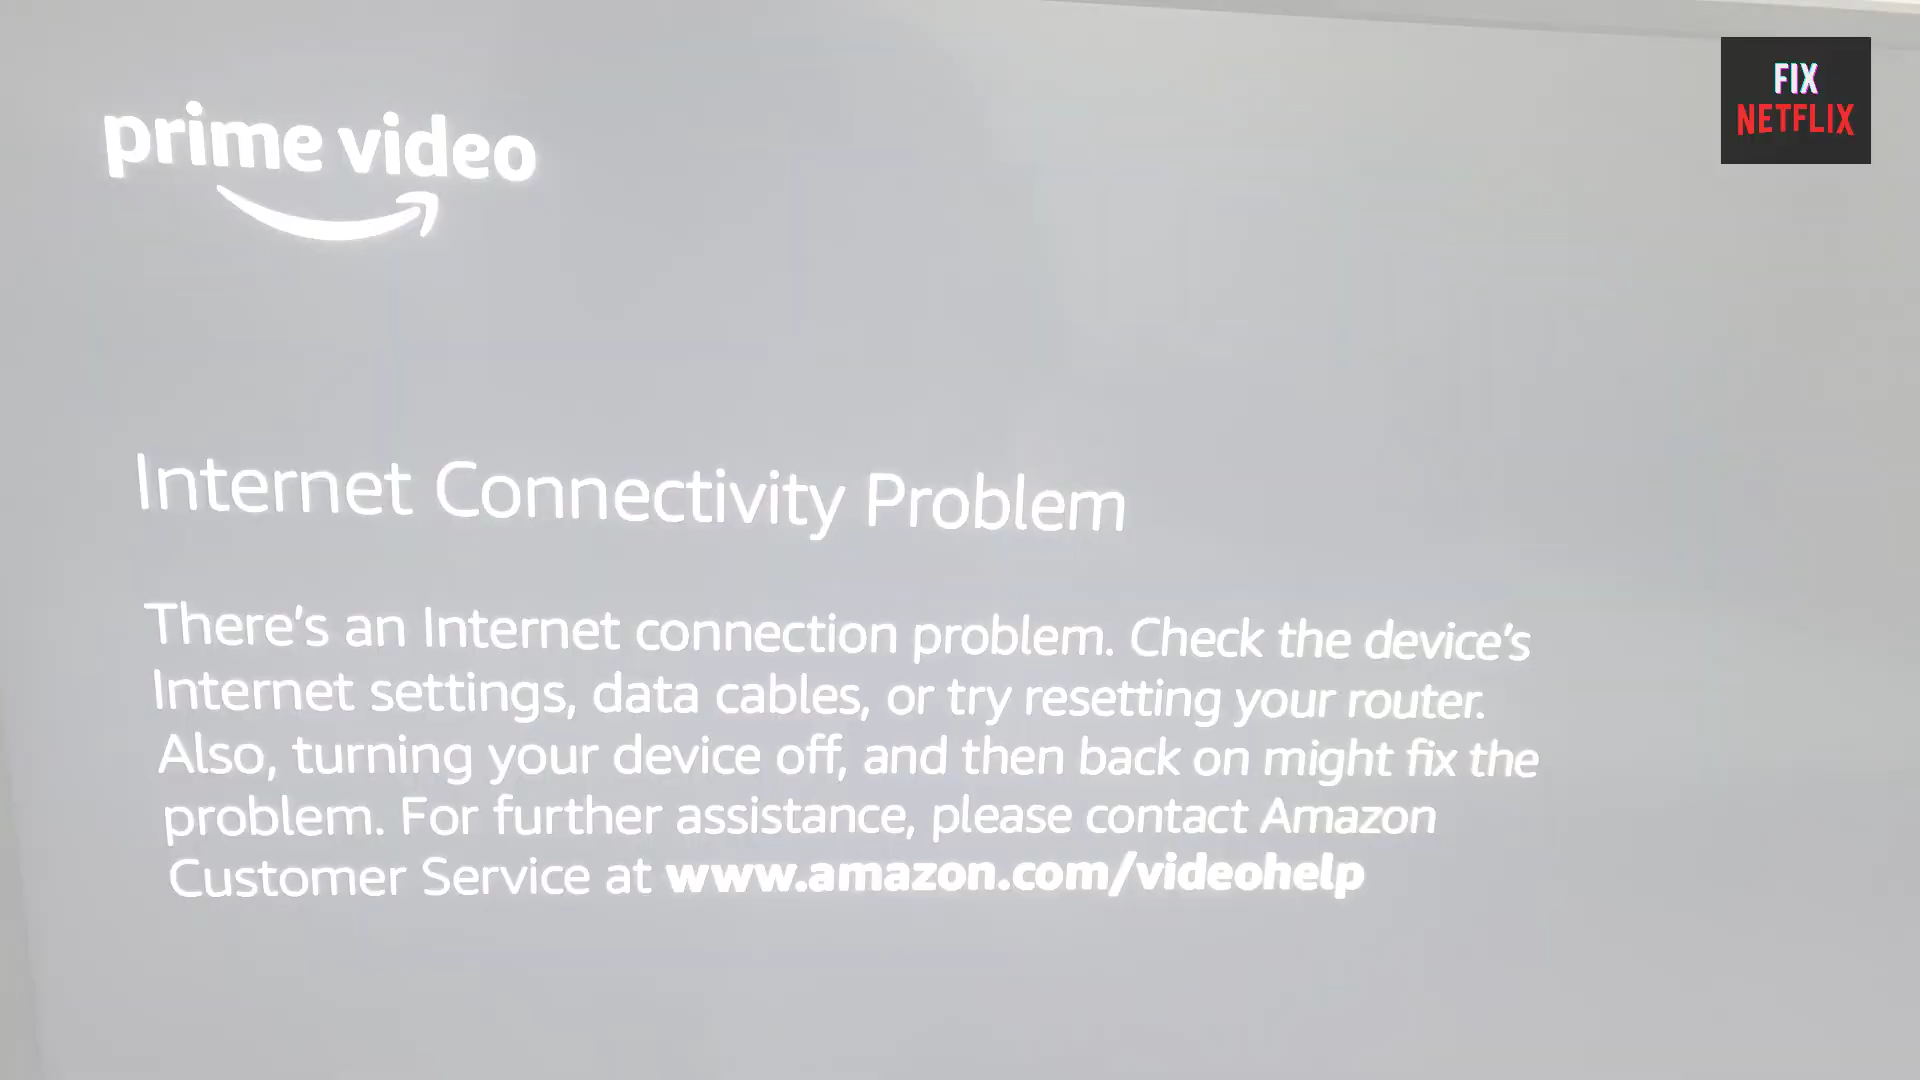 prime video
FIX
NETFLIX
Internet Connectivity Problem
There's an Internet connection problem. Check the device's
Internet settings, data cables, or try resetting your router.
Also, turning your device off, and then back on might fix the
problem. For further assistance, please contact Amazon
Customer Service at www.amazon.com/videohelp